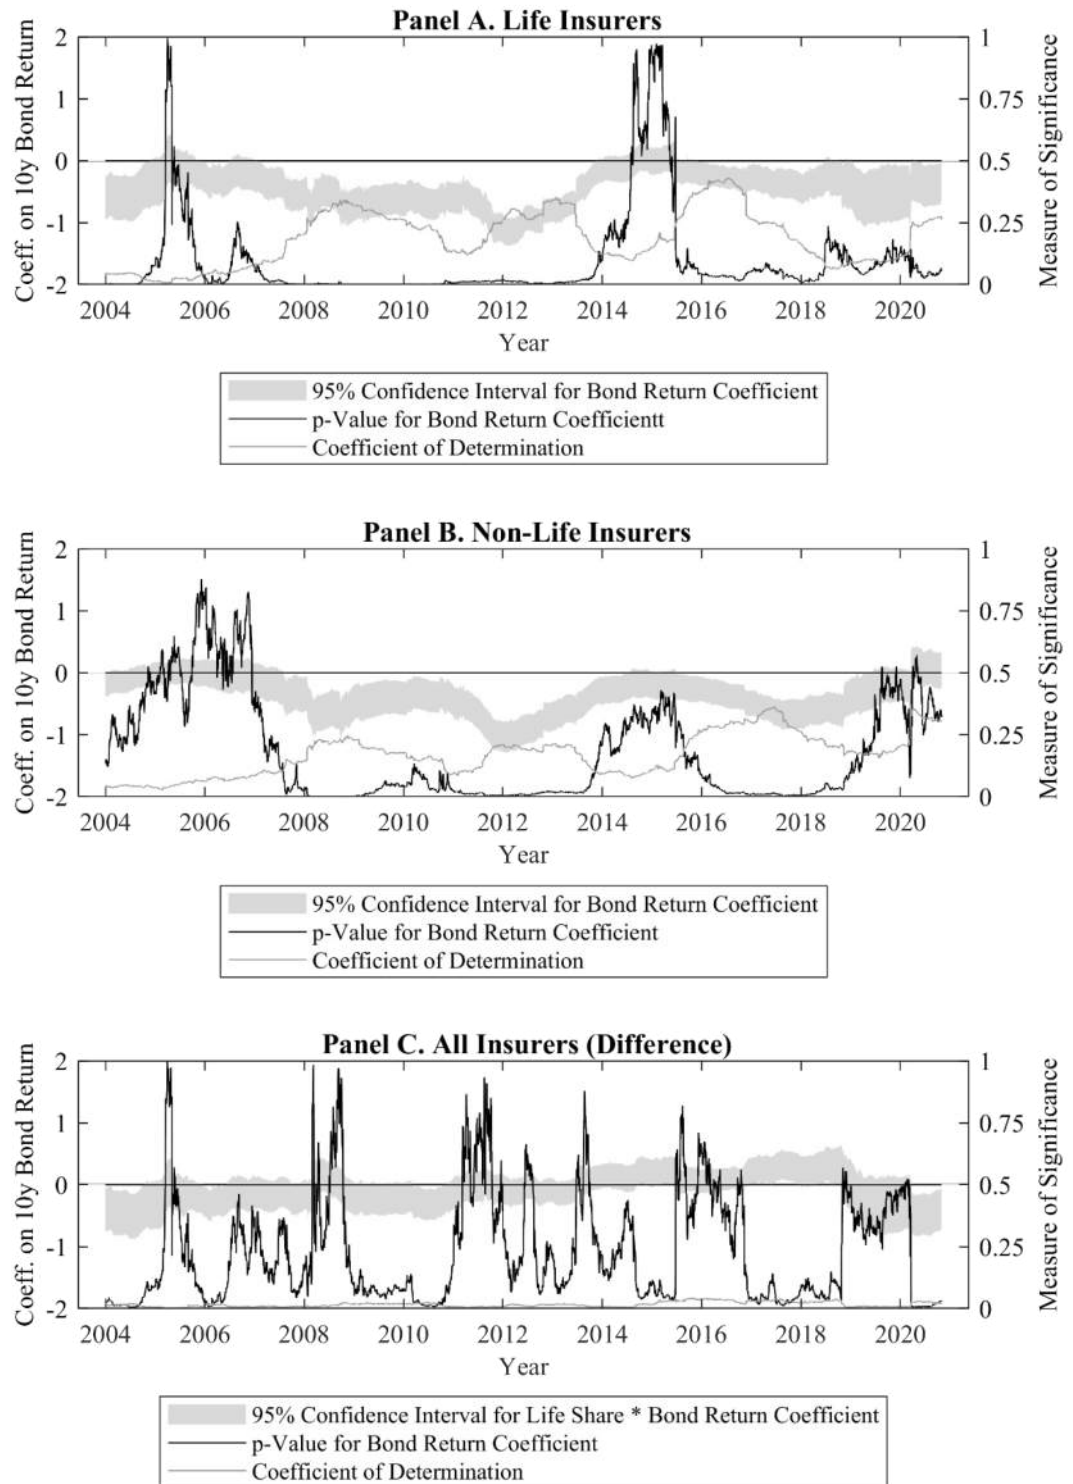 Panel A. Life Insurers
Coeff. on 10y Bond Return
2
1
0
-1
-2
1
0.75
0.5
0.25
0
Measure of Significance
2004 2006 2008 2010 2012 2014 2016 2018 2020
Year
95% Confidence Interval for Bond Return Coefficient
p-Value for Bond Return Coefficientt
Coefficient of Determination
Panel B. Non-Life Insurers
Coeff. on 10y Bond Return
2
1
0
-1
-2
1
0.75
0.5
0.25
0
Measure of Significance
2004 2006 2008 2010 2012 2014 2016 2018 2020
Year
95% Confidence Interval for Bond Return Coefficient
p-Value for Bond Return Coefficient
Coefficient of Determination
Panel C. All Insurers (Difference)
Coeff. on 10y Bond Return
2
1
0
-1
-2
1
0.75
0.5
0.25
0
Measure of Significance
2004 2006 2008 2010 2012 2014 2016 2018 2020
Year
95% Confidence Interval for Life Share * Bond Return Coefficient
p-Value for Bond Return Coefficient
Coefficient of Determination